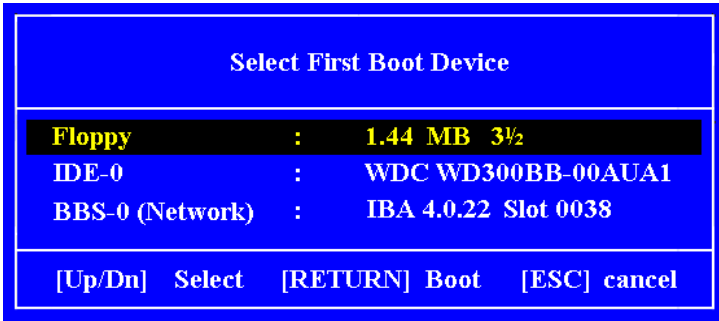 Select First Boot Device
Floppy : 1.44 MB 3½
IDE-0 : WDC WD300BB-00AUA1
BBS-0 (Network) : IBA 4.0.22 Slot 0038
[Up/Dn] Select [RETURN] Boot [ESC] cancel